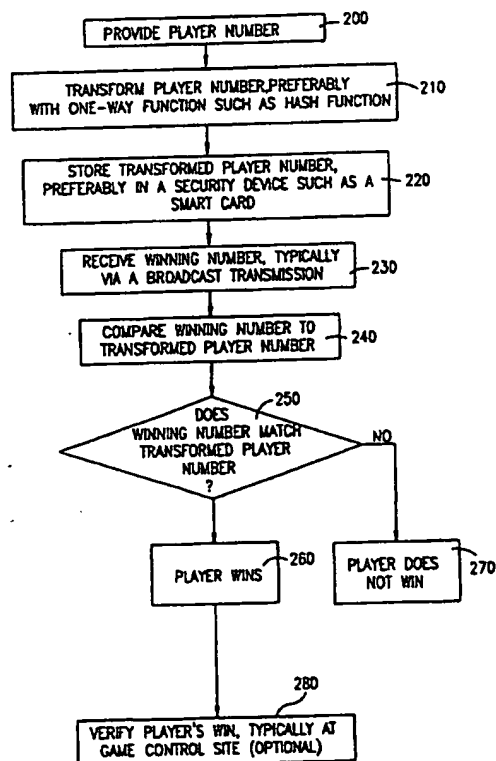 200
PROVIDE PLAYER NUMBER
TRANSFORM PLAYER NUMBER,PREFERABLY
WITH ONE-WAY FUNCTION SUCH AS HASH FUNCTION
210
STORE TRANSFORMED PLAYER NUMBER,
PREFERABLY IN A SECURITY DEVICE SUCH AS A
SMART CARD
220
RECEIVE WINNING NUMBER, TYPICALLY
VIA A BROADCAST TRANSMISSION
230
COMPARE WINNING NUMBER TO
TRANSFORMED PLAYER NUMBER
240
250
DOES
WINNING NUMBER MATCH
TRANSFORMED PLAYER
NUMBER
?
NO
PLAYER WINS
260
PLAYER DOES
NOT WIN
270
280
VERIFY PLAYER'S WIN, TYPICALLY AT
GAME CONTROL SITE (OPTIONAL)